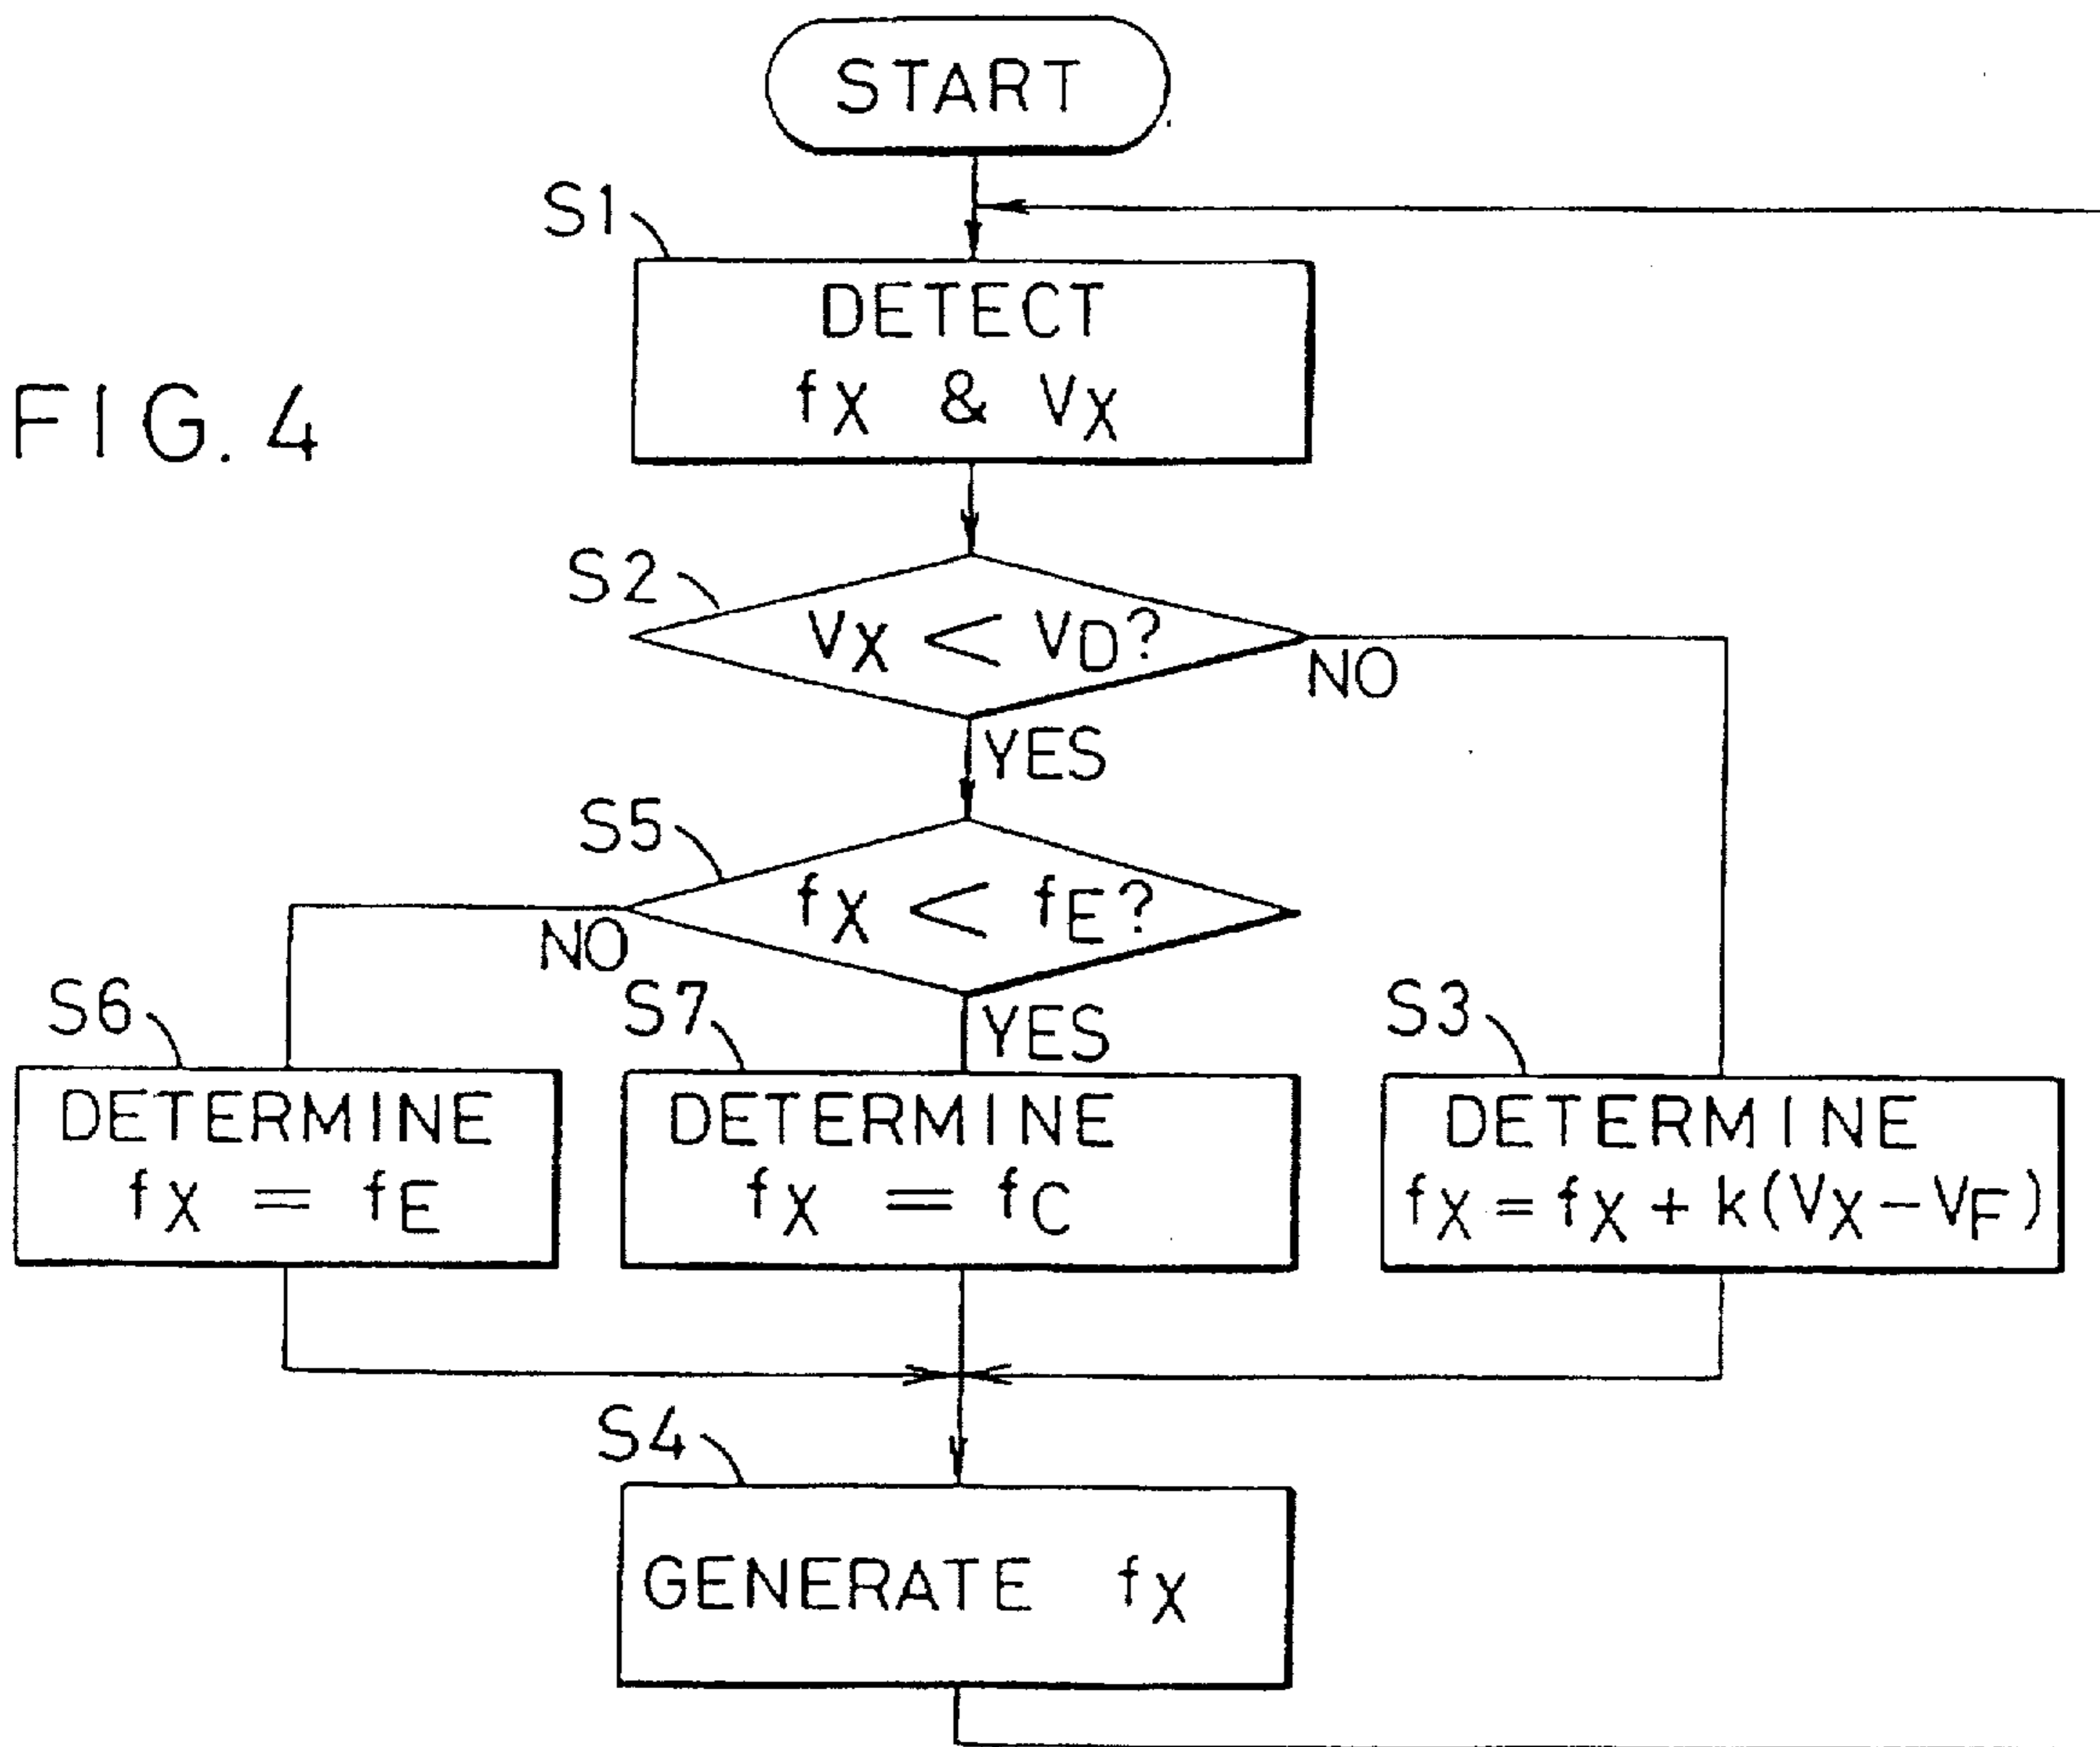 START
S1
DETECT
fX & VX
FIG. 4
S2
VX < VD?
NO
YES
S5
fX < fE?
NO
YES
S6
DETERMINE
fX = fE
S7
DETERMINE
fX = fC
S3
DETERMINE
fX = fX + k(VX - VF)
S4
GENERATE fX